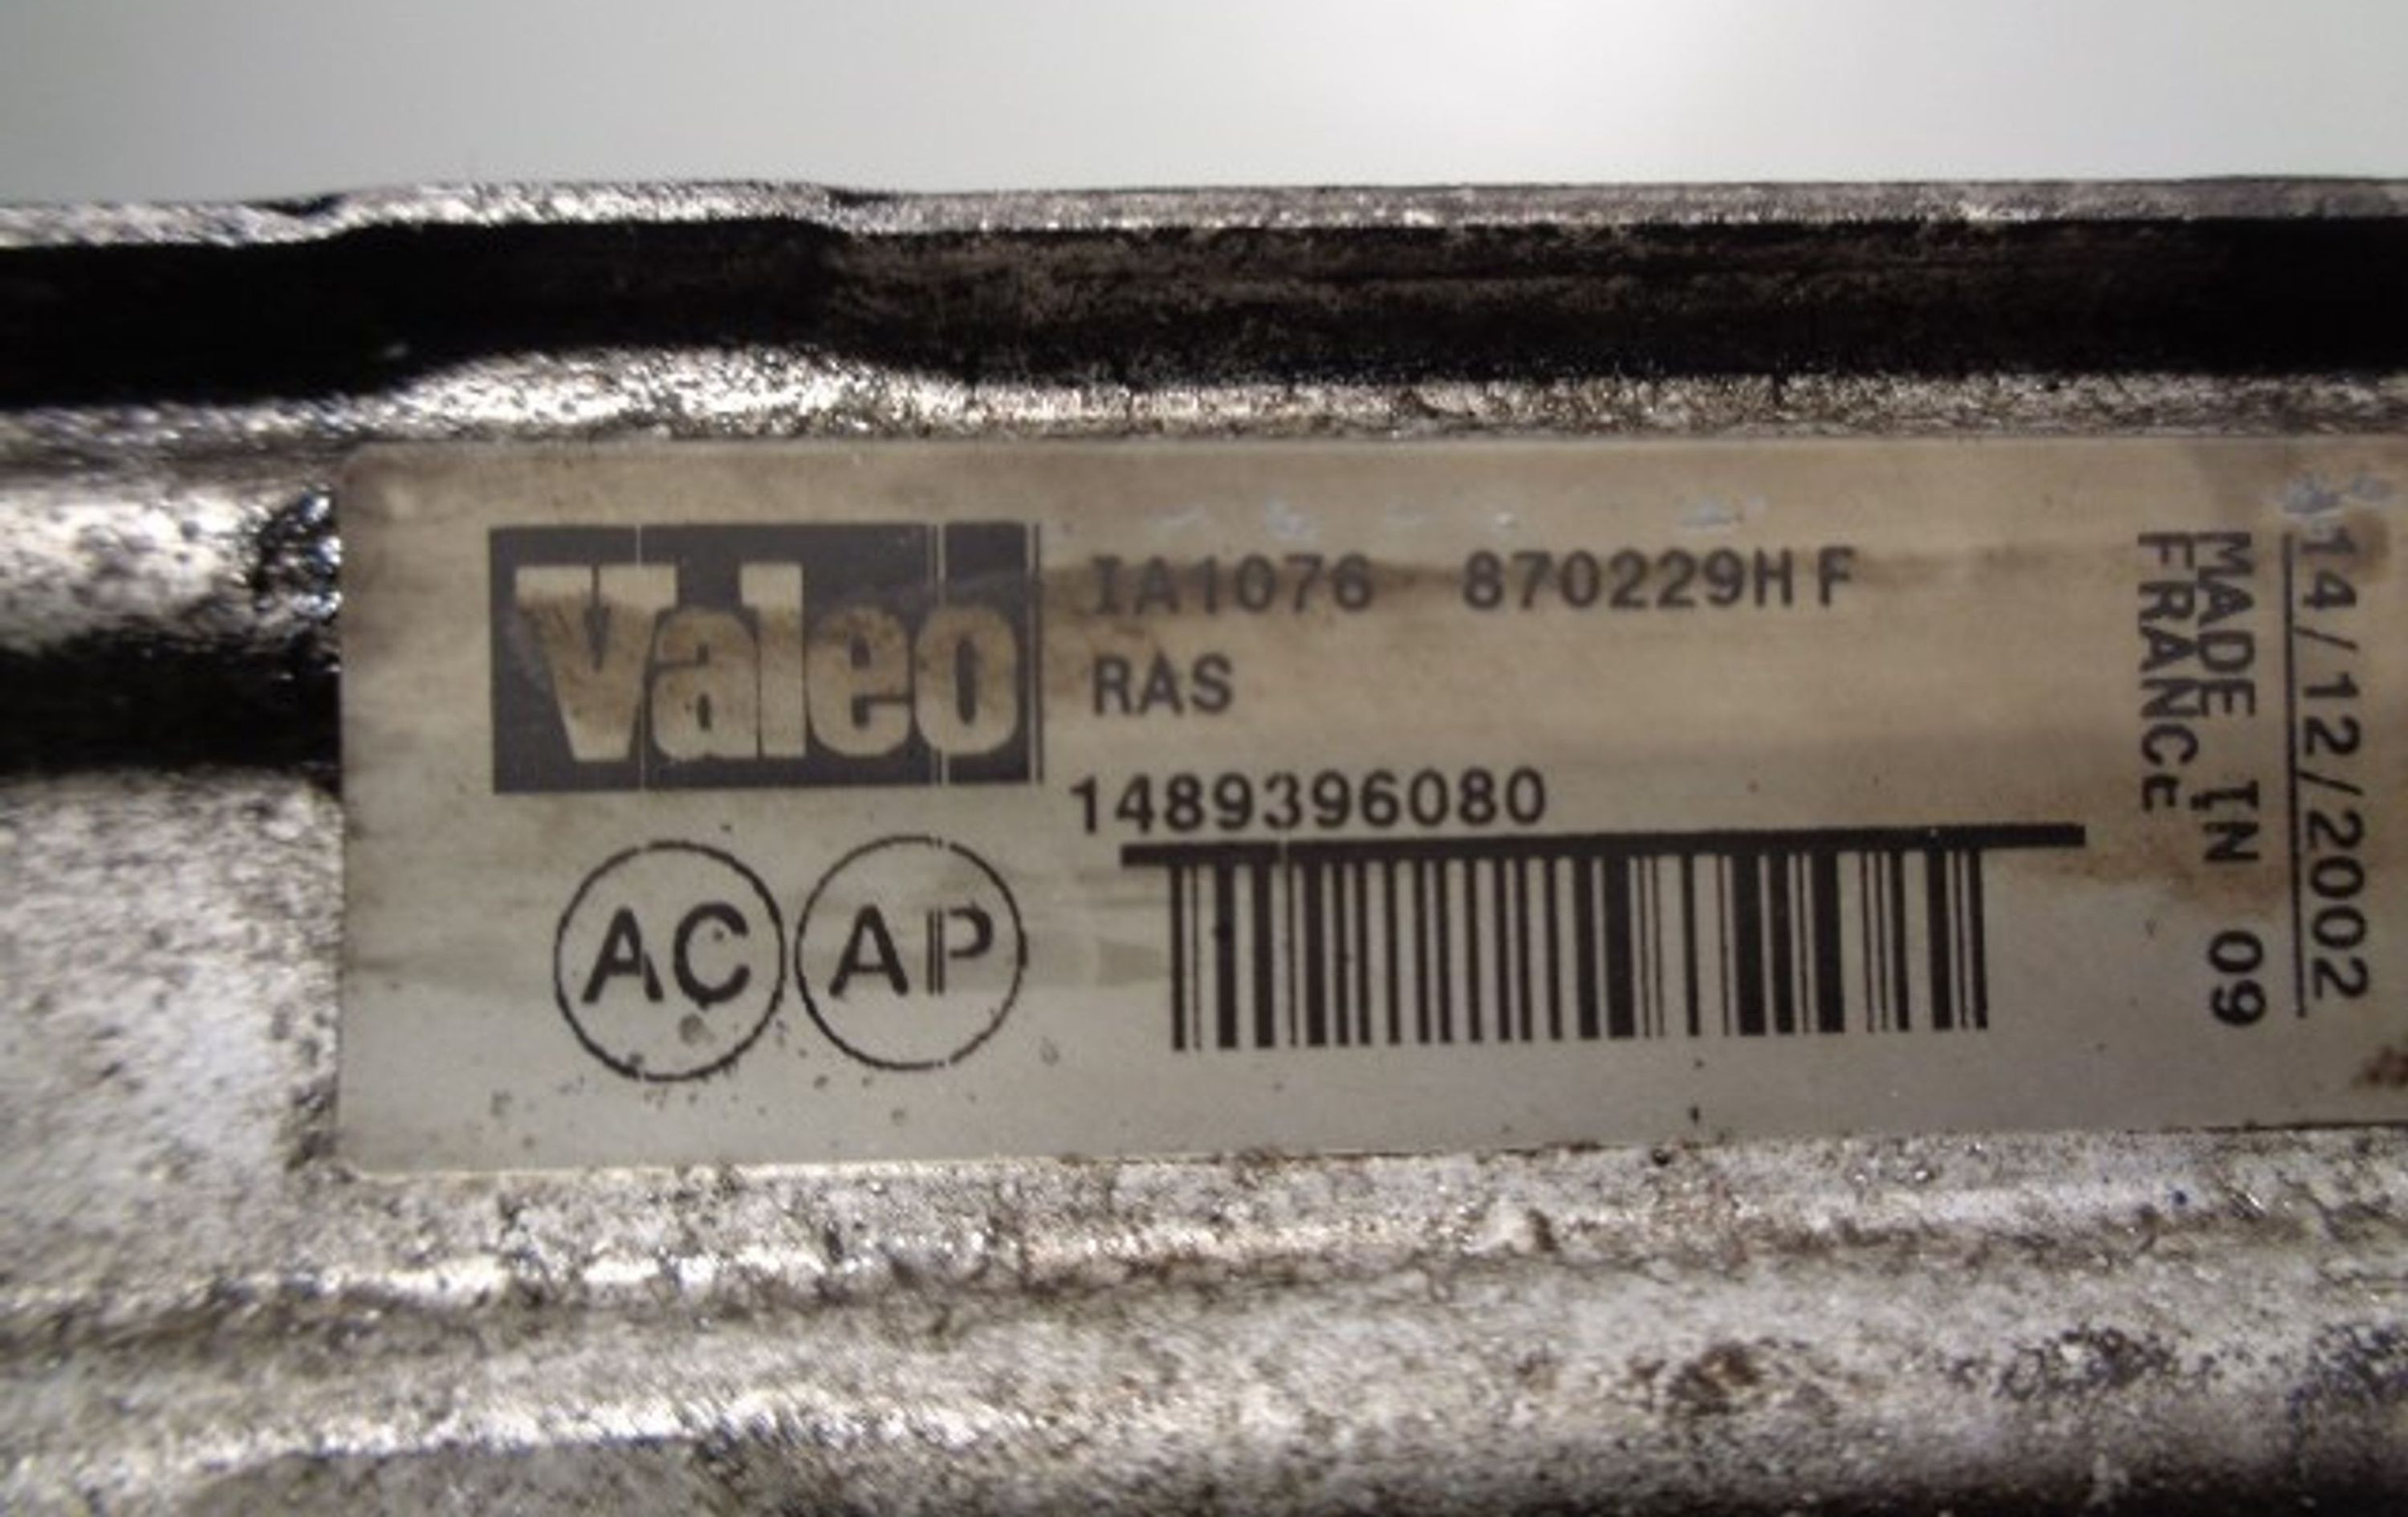 Valeo
IA1076 870229H F
RAS
1489396080
AC AP
MADE IN 09
FRANCE
14/12/2002